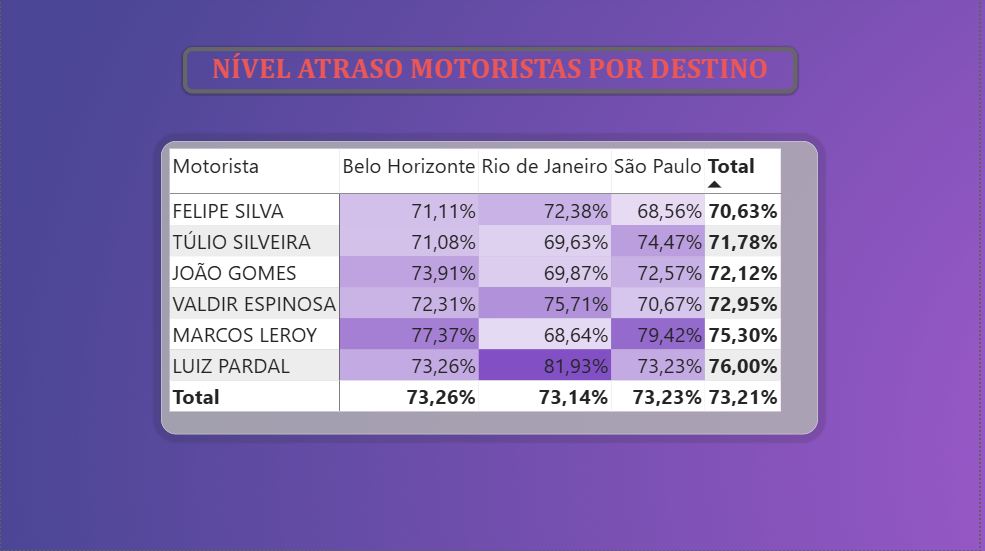 NÍVEL ATRASO MOTORISTAS POR DESTINO
Motorista Belo Horizonte Rio de Janeiro São Paulo Total
FELIPE SILVA 71,11% 72,38% 68,56% 70,63%
TÚLIO SILVEIRA 71,08% 69,63% 74,47% 71,78%
JOÃO GOMES 73,91% 69,87% 72,57% 72,12%
VALDIR ESPINOSA 72,31% 75,71% 70,67% 72,95%
MARCOS LEROY 77,37% 68,64% 79,42% 75,30%
LUIZ PARDAL 73,26% 81,93% 73,23% 76,00%
Total 73,26% 73,14% 73,23% 73,21%